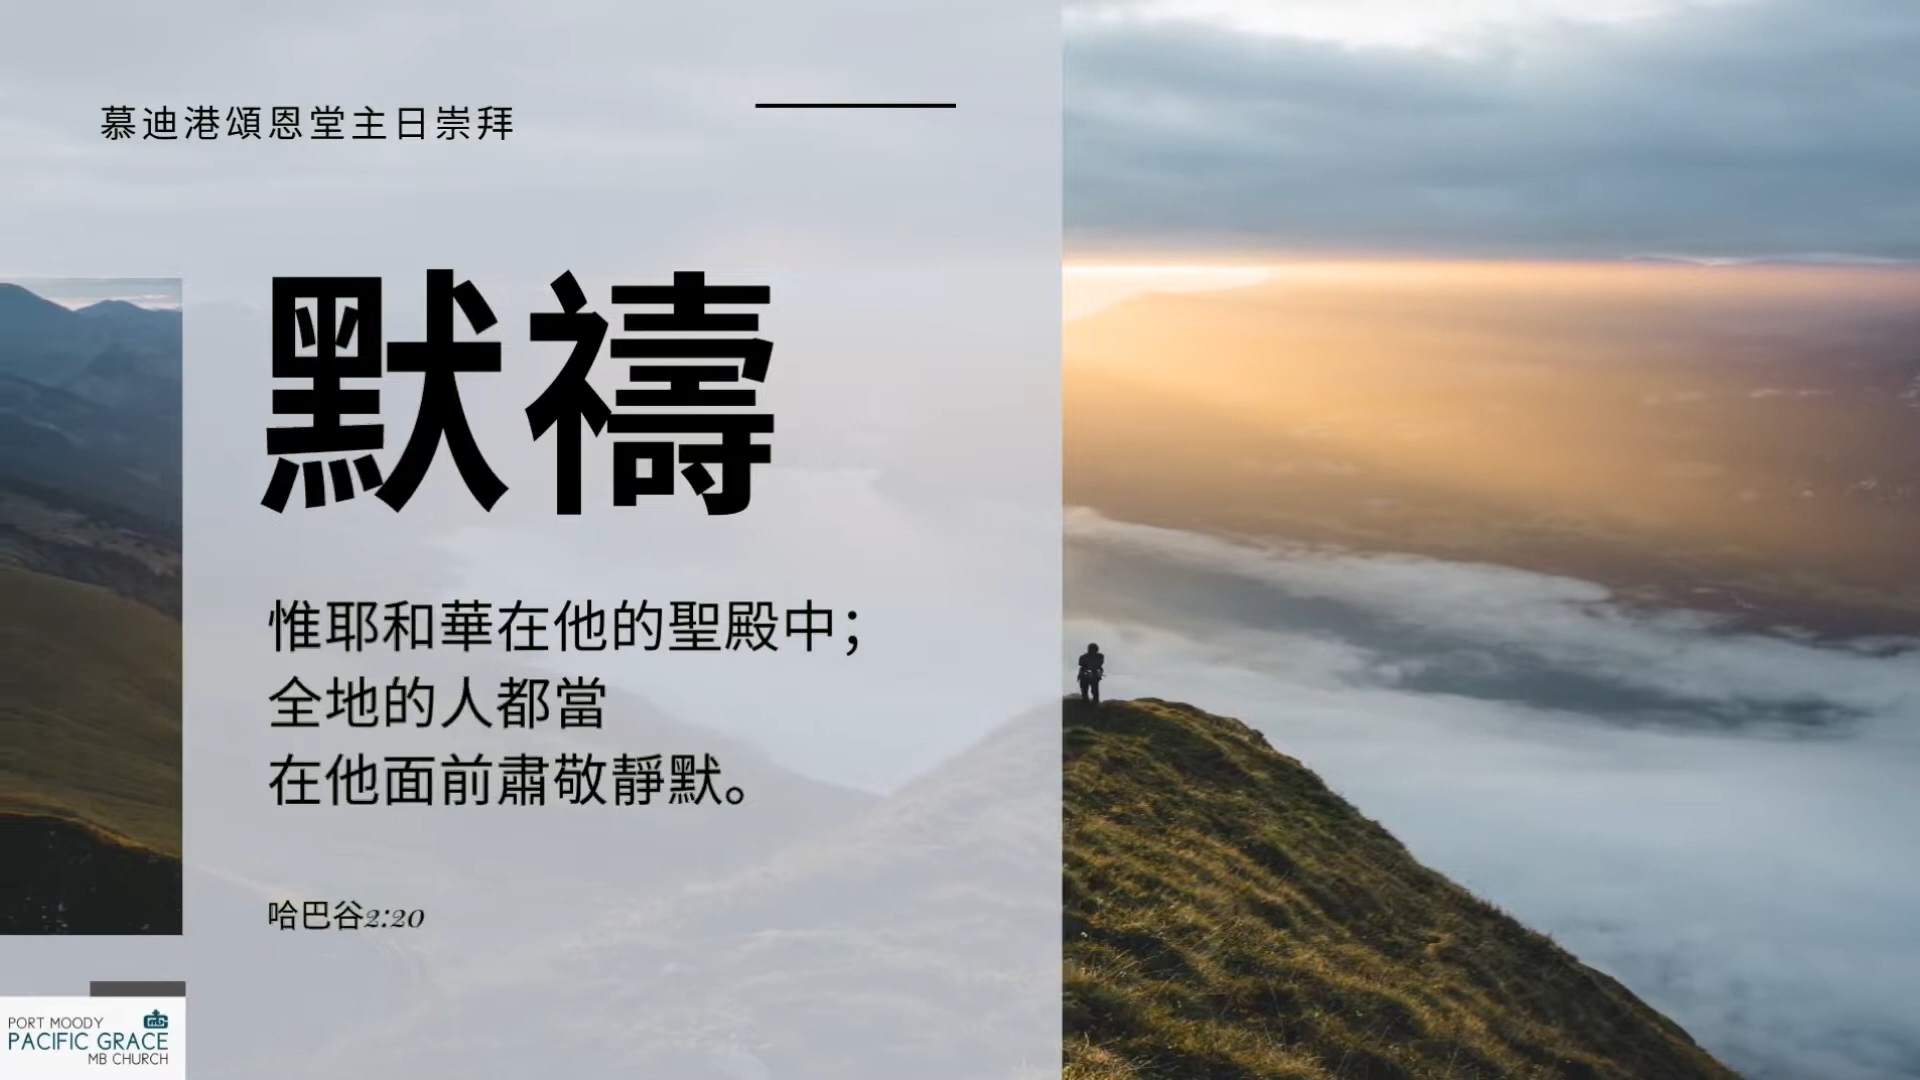 慕迪港頌恩堂主日崇拜
默禱
惟耶和華在他的聖殿中；
全地的人都當
在他面前肅敬靜默。
哈巴谷2:20
PORT MOODY
PACIFIC GRACE
MB CHURCH